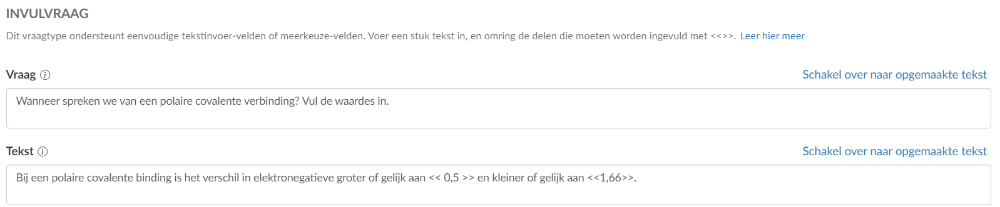 INVULVRAAG
Dit vraagtype ondersteunt eenvoudige tekstinvoer-velden of meerkeuze-velden. Voer een stuk tekst in, en omring de delen die moeten worden ingevuld met <<>>. Leer hier meer
Vraag Schakel over naar opgemaakte tekst
Wanneer spreken we van een polaire covalente verbinding? Vul de waardes in.
Tekst Schakel over naar opgemaakte tekst
Bij een polaire covalente binding is het verschil in elektronegatieve groter of gelijk aan << 0,5 >> en kleiner of gelijk aan <<1,66>>.